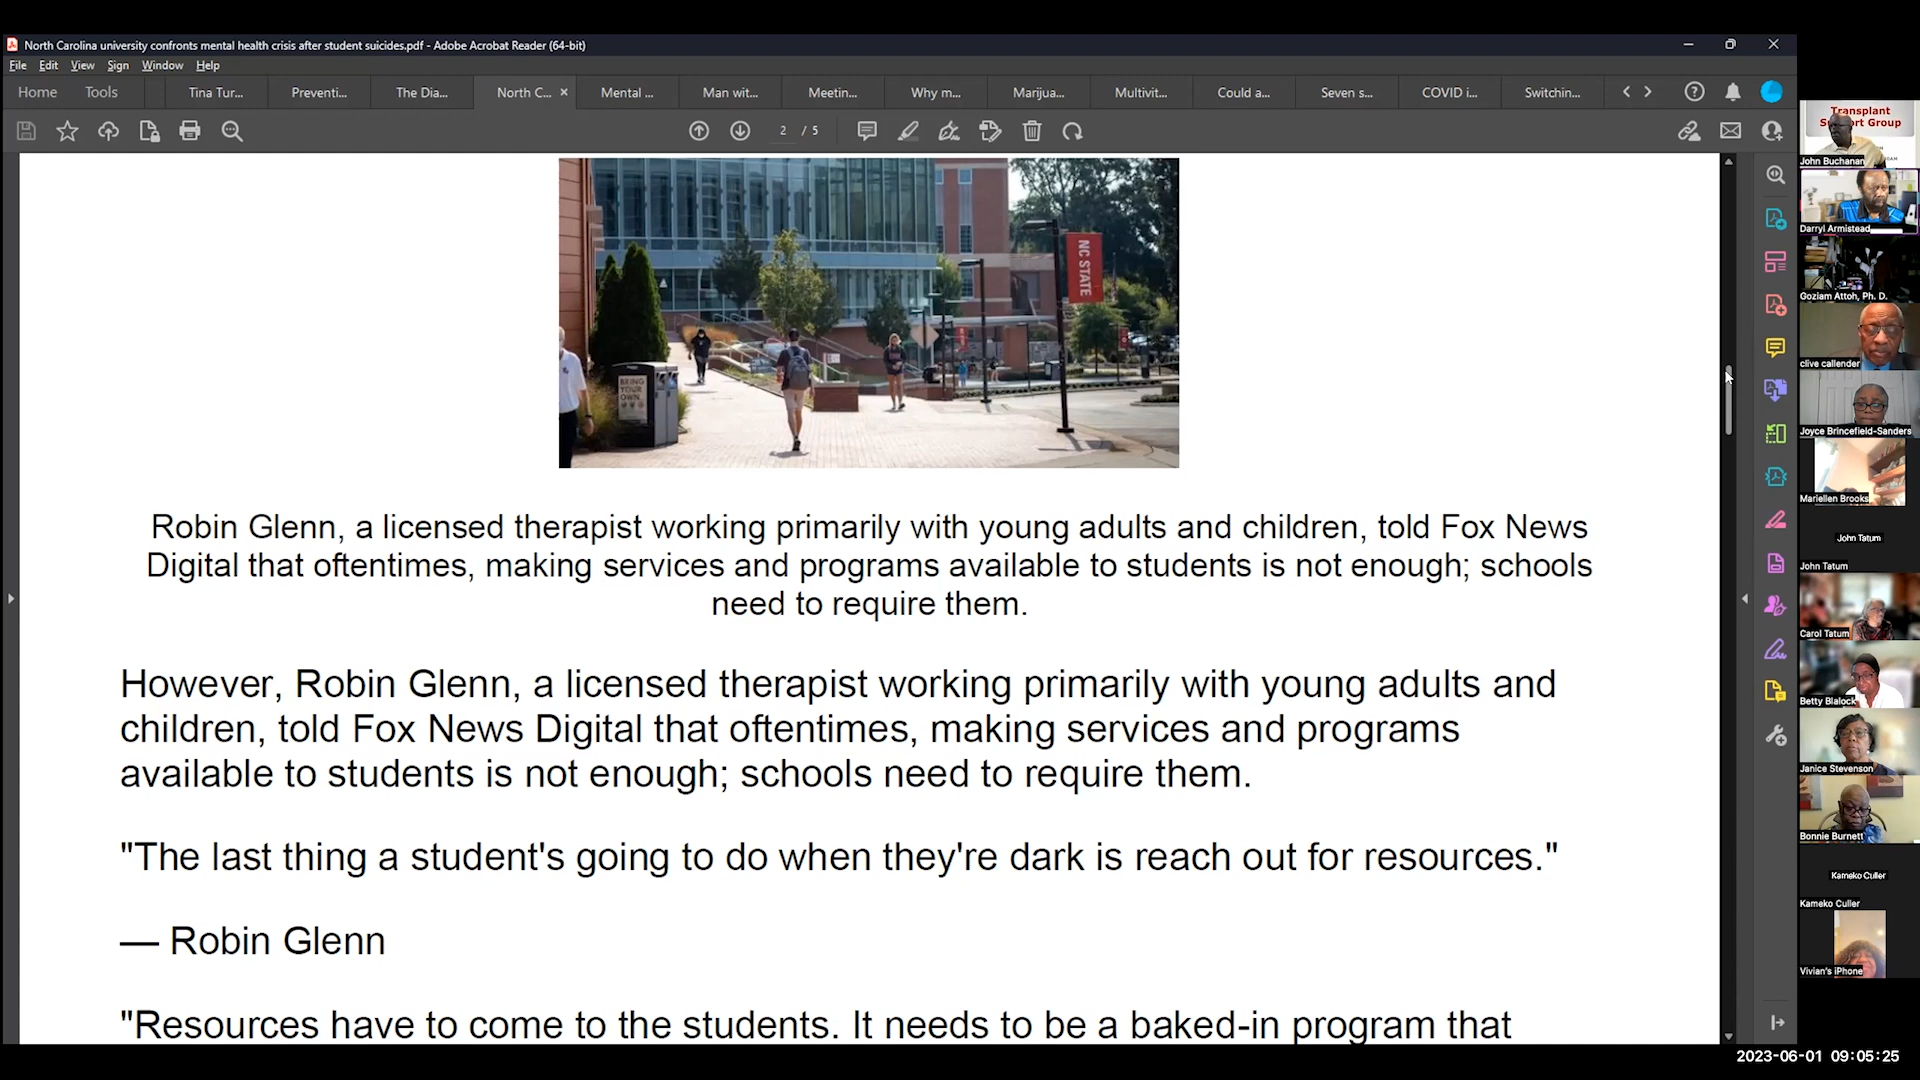 North Carolina university confronts mental health crisis after student suicides.pdf - Adobe Acrobat Reader (64-bit)
File Edit View Sign Window Help
Home Tools Tina Tur... Preventi... The Dia... North C... Mental ... Man wit... Meetin... Why m... Marijua... Multivit... Could a... Seven s... COVID i... Switchin...
2 / 5
NC STATE
BRING
YOUR
OWN
Robin Glenn, a licensed therapist working primarily with young adults and children, told Fox News
Digital that oftentimes, making services and programs available to students is not enough; schools
need to require them.
However, Robin Glenn, a licensed therapist working primarily with young adults and
children, told Fox News Digital that oftentimes, making services and programs
available to students is not enough; schools need to require them.
"The last thing a student's going to do when they're dark is reach out for resources."
— Robin Glenn
"Resources have to come to the students. It needs to be a baked-in program that
Transplant
Group
John Buchanan
Darryl Armistead
Goziam Attoh, Ph. D.
clive callender
Joyce Brincefield-Sanders
Mariellen Brooks
John Tatum
John Tatum
Carol Tatum
Betty Blalock
Janice Stevenson
Bonnie Burnett
Kameko Culler
Kameko Culler
Vivian's iPhone
2023-06-01 09:05:25